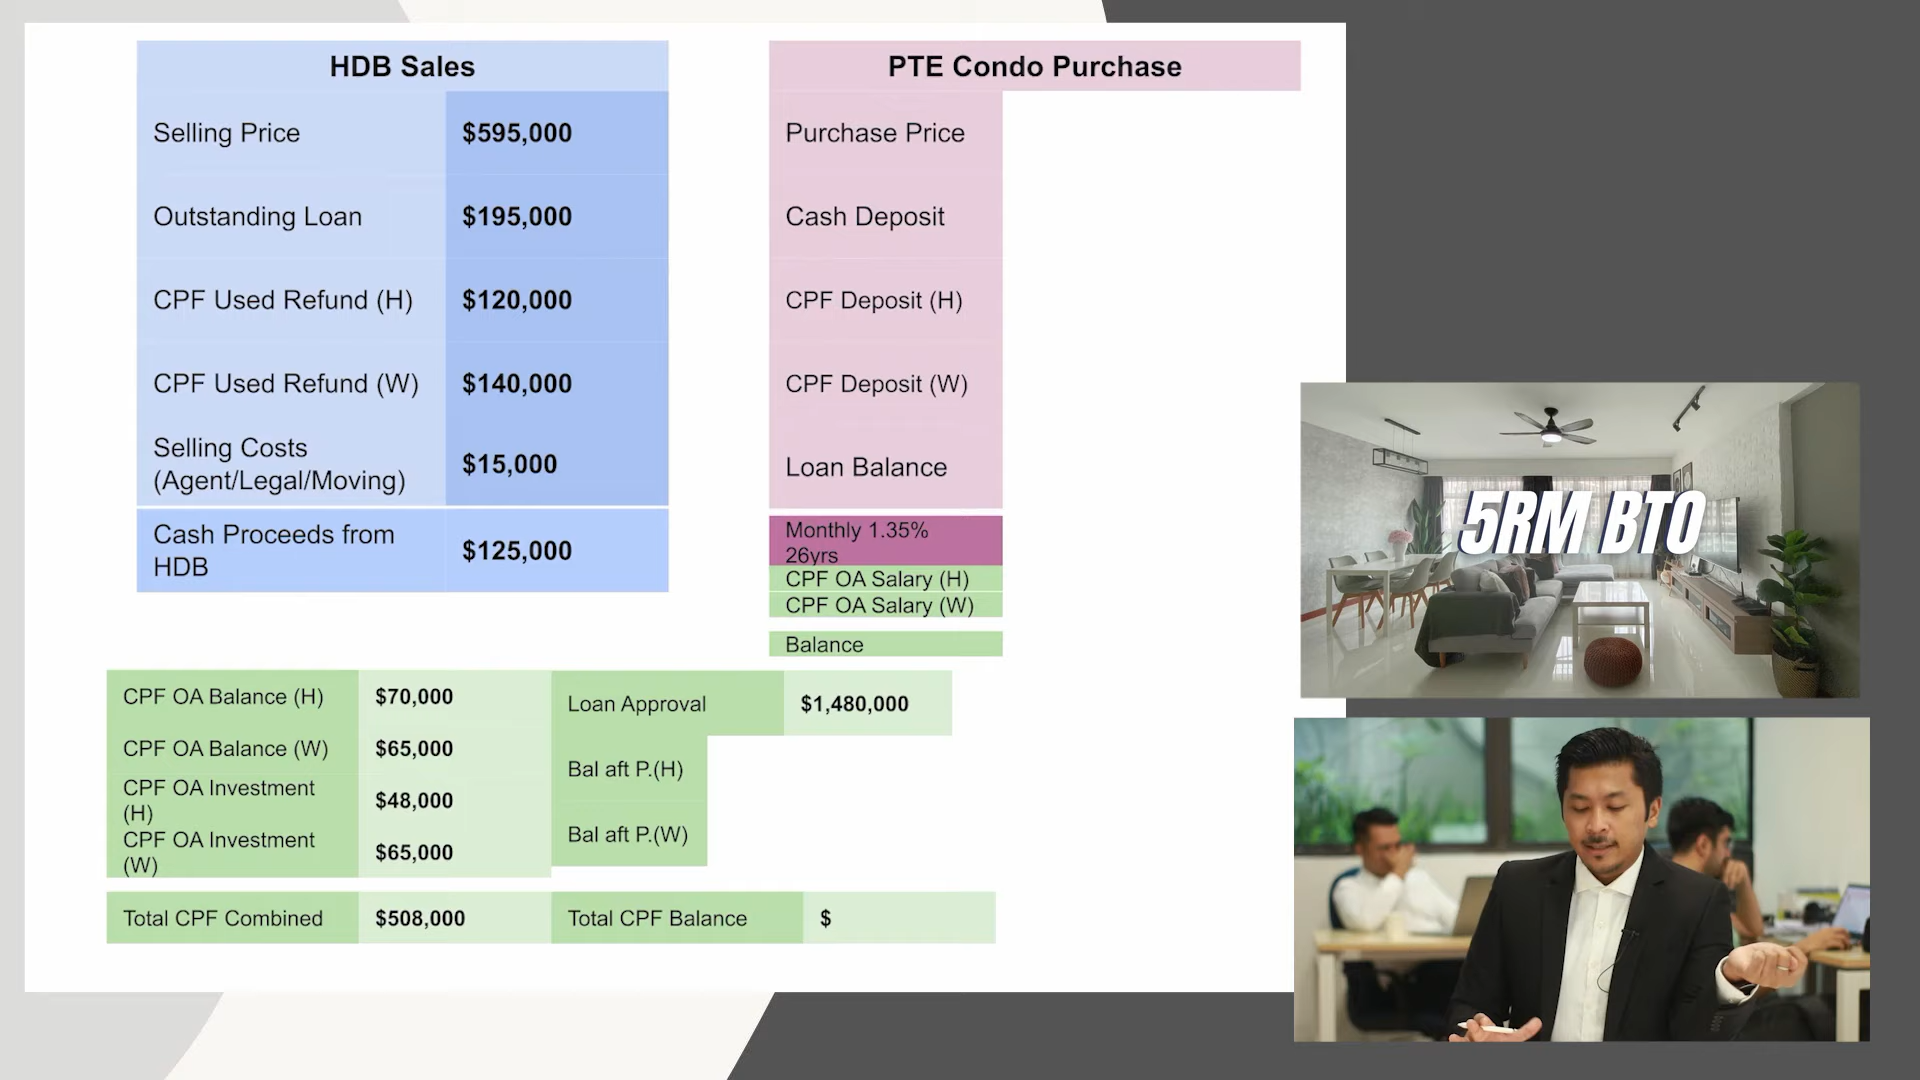 HDB Sales
Selling Price $595,000
Outstanding Loan $195,000
CPF Used Refund (H) $120,000
CPF Used Refund (W) $140,000
Selling Costs
(Agent/Legal/Moving) $15,000
Cash Proceeds from
HDB $125,000
PTE Condo Purchase
Purchase Price
Cash Deposit
CPF Deposit (H)
CPF Deposit (W)
Loan Balance
Monthly 1.35%
26yrs
CPF OA Salary (H)
CPF OA Salary (W)
Balance
CPF OA Balance (H) $70,000
CPF OA Balance (W) $65,000
CPF OA Investment
(H) $48,000
CPF OA Investment
(W) $65,000
Total CPF Combined $508,000
Loan Approval $1,480,000
Bal aft P.(H)
Bal aft P.(W)
Total CPF Balance $
5RM BTO